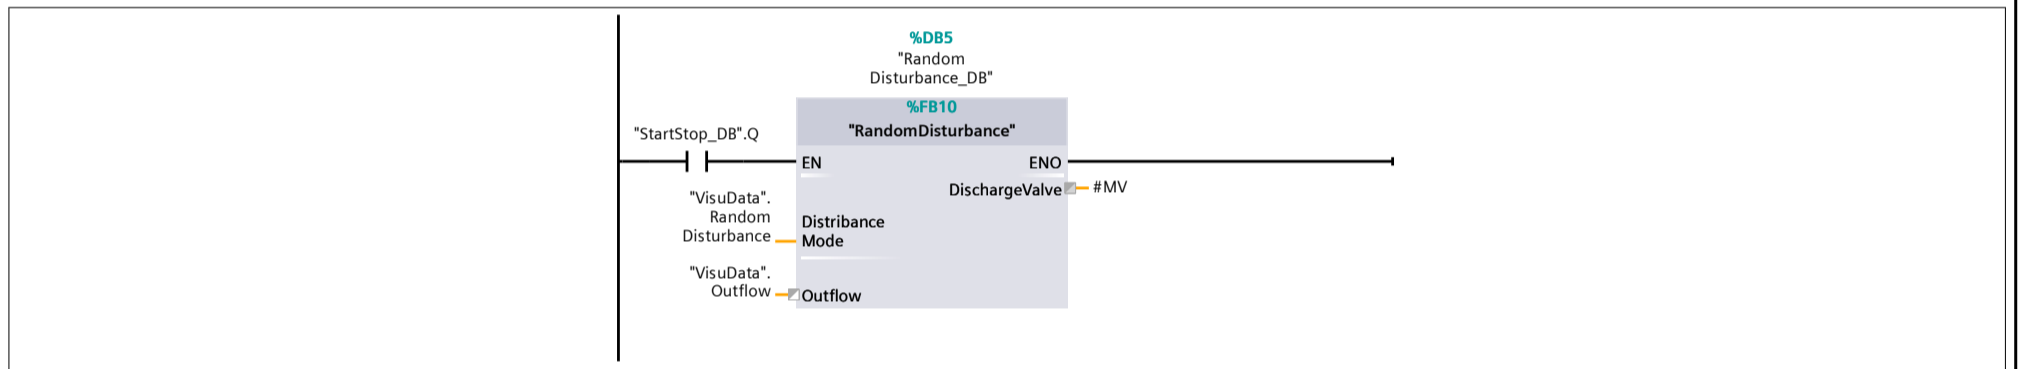 %DB5
"Random
Disturbance_DB"
%FB10
"RandomDisturbance"
"StartStop_DB".Q
EN
ENO
DischargeValve
#MV
"VisuData".
Random
Disturbance
Distribance
Mode
"VisuData".
Outflow
Outflow